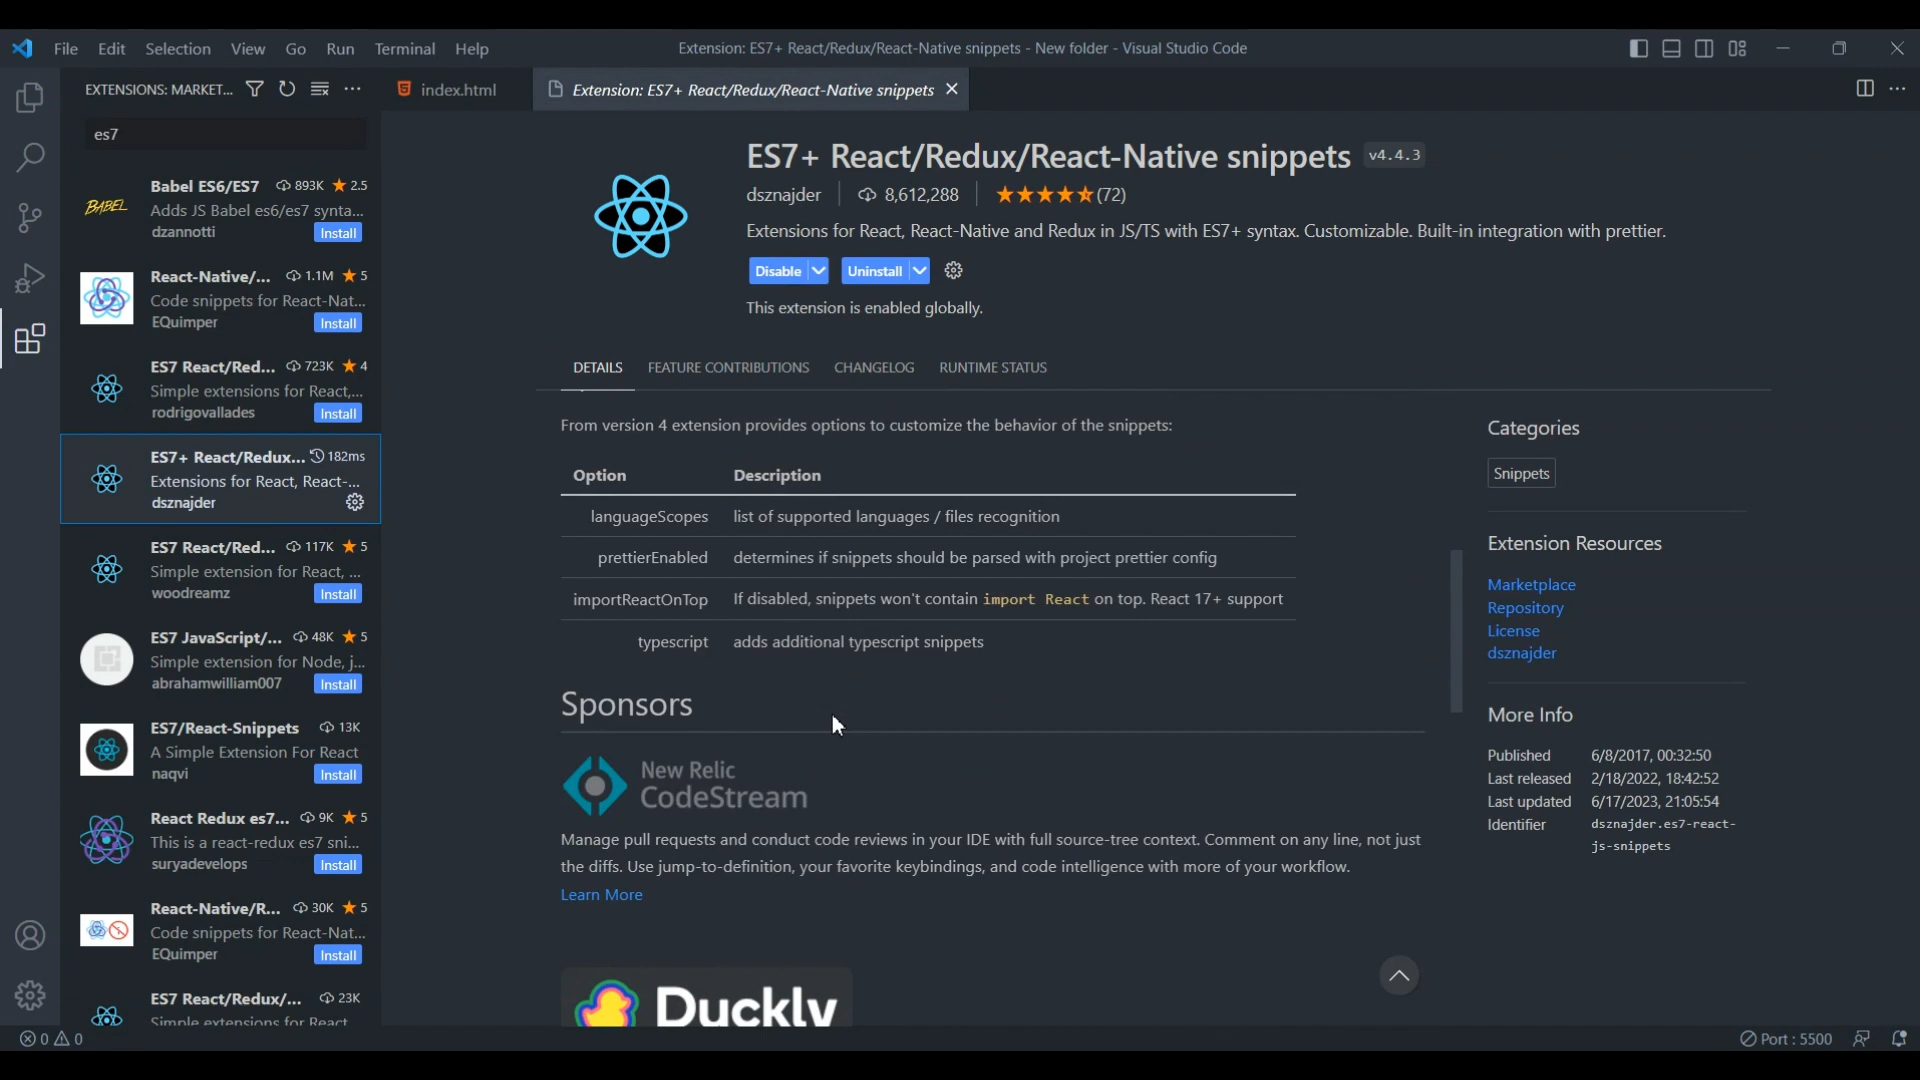 File Edit Selection View Go Run Terminal Help
Extension: ES7+ React/Redux/React-Native snippets - New folder - Visual Studio Code
EXTENSIONS: MARKET...
index.html
Extension: ES7+ React/Redux/React-Native snippets
es7
Babel ES6/ES7 893K 2.5
Adds JS Babel es6/es7 synta...
dzannotti Install
React-Native/... 1.1M 5
Code snippets for React-Nat...
EQuimper Install
ES7 React/Red... 723K 4
Simple extensions for React,...
rodrigovallades Install
ES7+ React/Redux... 182ms
Extensions for React, React-...
dsznajder
ES7 React/Red... 117K 5
Simple extension for React, ...
woodreamz Install
ES7 JavaScript/... 48K 5
Simple extension for Node, j...
abrahamwilliam007 Install
ES7/React-Snippets 13K
A Simple Extension For React
naqvi Install
React Redux es7... 9K 5
This is a react-redux es7 sni...
suryadevelops Install
React-Native/R... 30K 5
Code snippets for React-Nat...
EQuimper Install
ES7 React/Redux/... 23K
Simple extensions for React
BABEL
ES7+ React/Redux/React-Native snippets v4.4.3
dsznajder 8,612,288 (72)
Extensions for React, React-Native and Redux in JS/TS with ES7+ syntax. Customizable. Built-in integration with prettier.
Disable Uninstall
This extension is enabled globally.
DETAILS FEATURE CONTRIBUTIONS CHANGELOG RUNTIME STATUS
From version 4 extension provides options to customize the behavior of the snippets:
Option Description
languageScopes list of supported languages / files recognition
prettierEnabled determines if snippets should be parsed with project prettier config
importReactOnTop If disabled, snippets won't contain import React on top. React 17+ support
typescript adds additional typescript snippets
Sponsors
New Relic
CodeStream
Manage pull requests and conduct code reviews in your IDE with full source-tree context. Comment on any line, not just
the diffs. Use jump-to-definition, your favorite keybindings, and code intelligence with more of your workflow.
Learn More
Duckly
Categories
Snippets
Extension Resources
Marketplace
Repository
License
dsznajder
More Info
Published 6/8/2017, 00:32:50
Last released 2/18/2022, 18:42:52
Last updated 6/17/2023, 21:05:54
Identifier dsznajder.es7-react-
js-snippets
0 0
Port : 5500